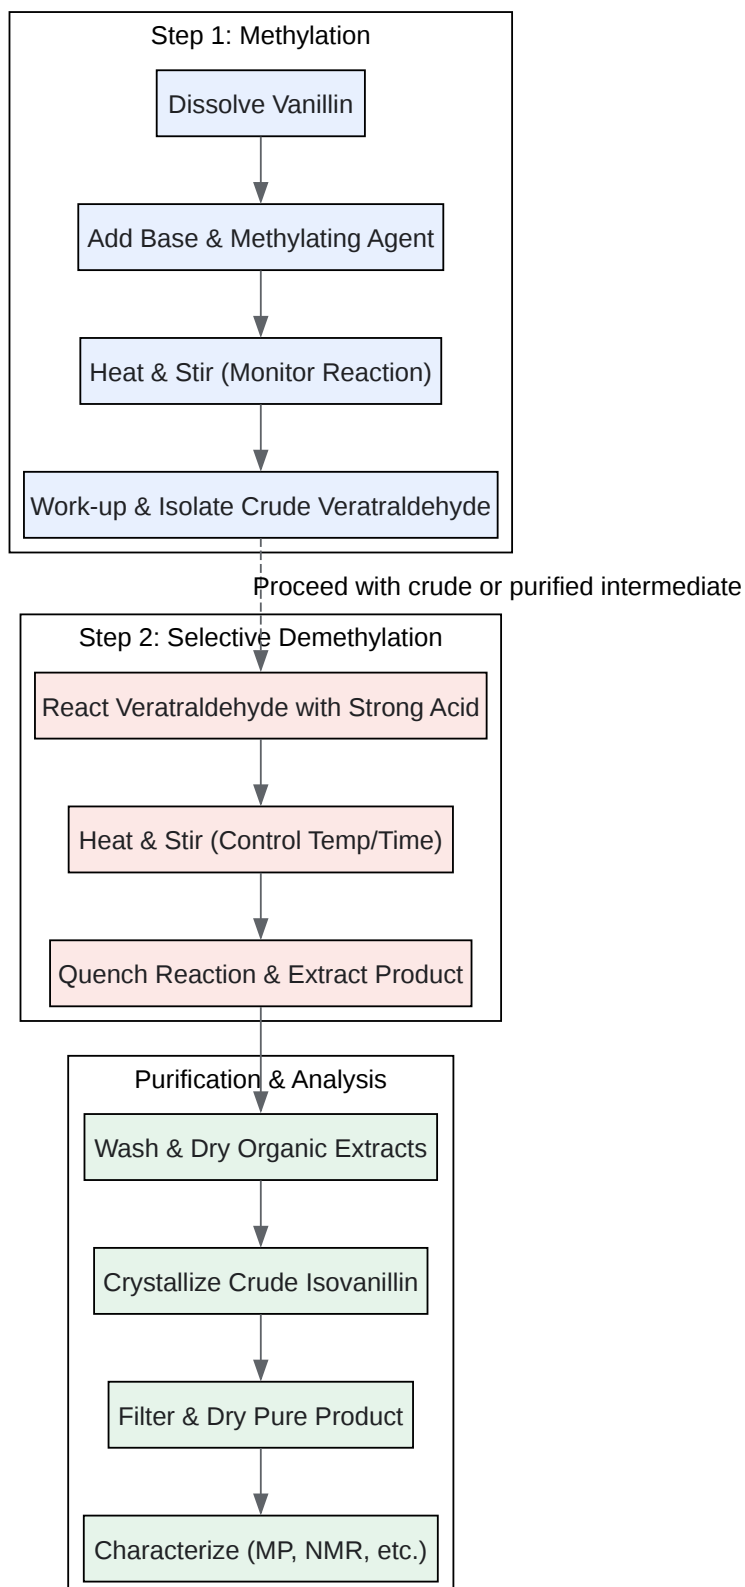 Step 1: Methylation
Dissolve Vanillin
Add Base & Methylating Agent
Heat & Stir (Monitor Reaction)
Work-up & Isolate Crude Veratraldehyde
Proceed with crude or purified intermediate
Step 2: Selective Demethylation
React Veratraldehyde with Strong Acid
Heat & Stir (Control Temp/Time)
Quench Reaction & Extract Product
Purification & Analysis
Wash & Dry Organic Extracts
Crystallize Crude Isovanillin
Filter & Dry Pure Product
Characterize (MP, NMR, etc.)